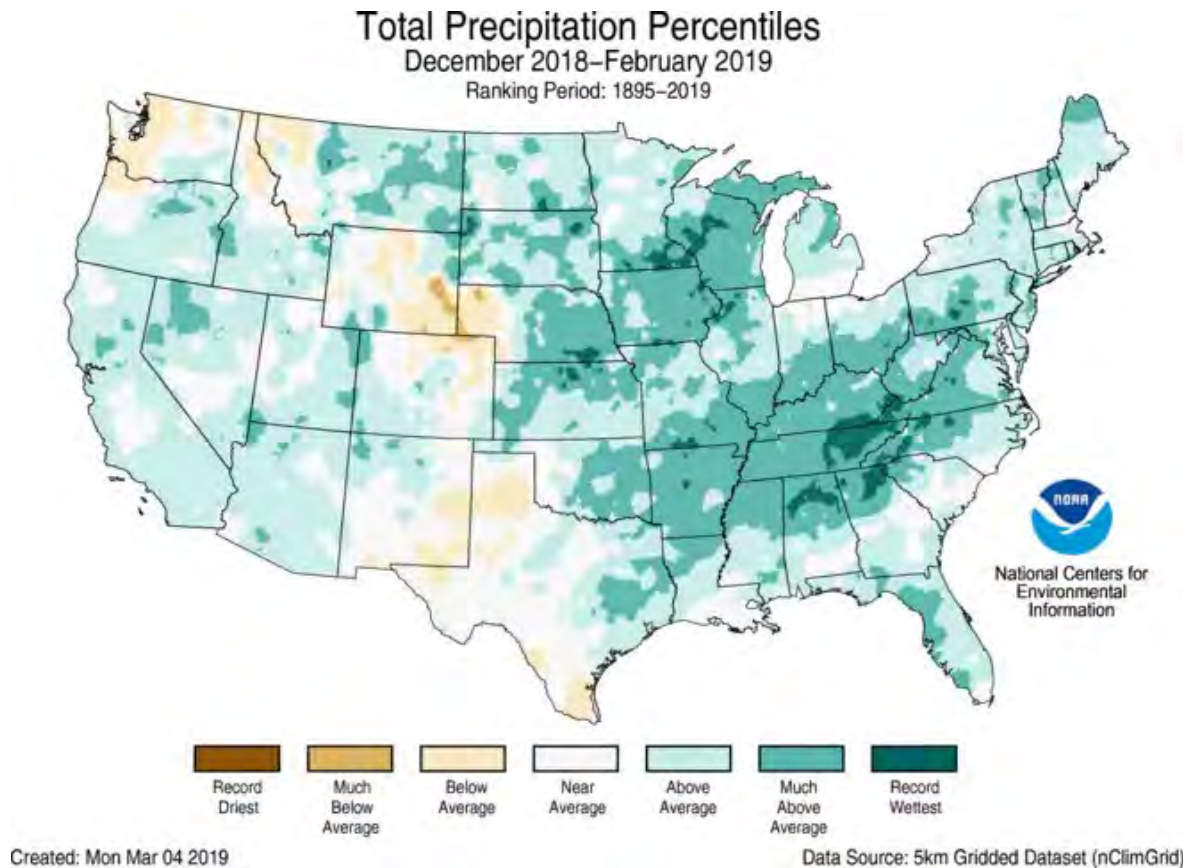 Total Precipitation Percentiles
December 2018–February 2019
Ranking Period: 1895–2019
NOAA
National Centers for
Environmental
Information
Record
Driest
Much
Below
Average
Below
Average
Near
Average
Above
Average
Much
Above
Average
Record
Wettest
Created: Mon Mar 04 2019
Data Source: 5km Gridded Dataset (nClimGrid)